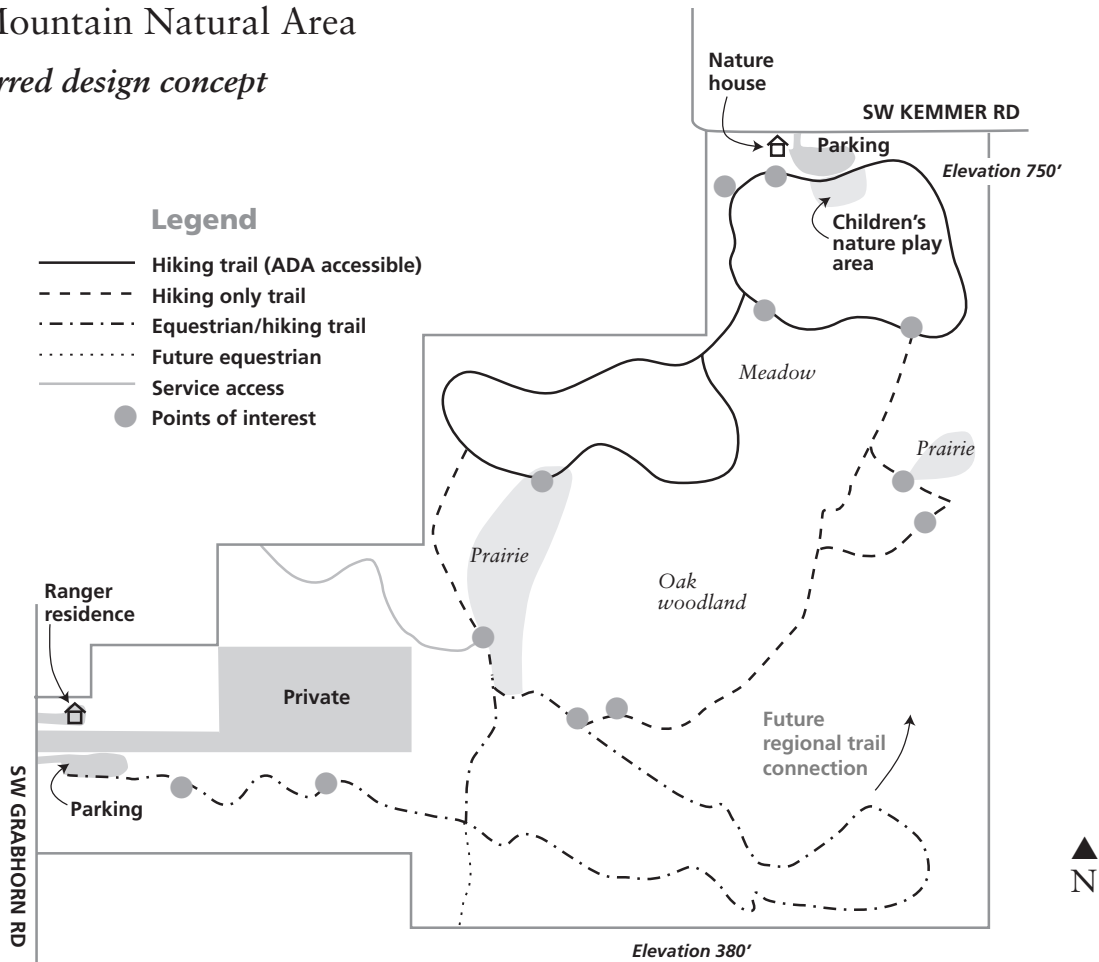 Mountain Natural Area
rred design concept
Nature
house
SW KEMMER RD
Parking
Elevation 750'
Children's
nature play
area
Legend
Hiking trail (ADA accessible)
Hiking only trail
Equestrian/hiking trail
Future equestrian
Service access
Points of interest
Meadow
Prairie
Prairie
Oak
woodland
Ranger
residence
Private
Future
regional trail
connection
Parking
SW GRABHORN RD
N
Elevation 380'